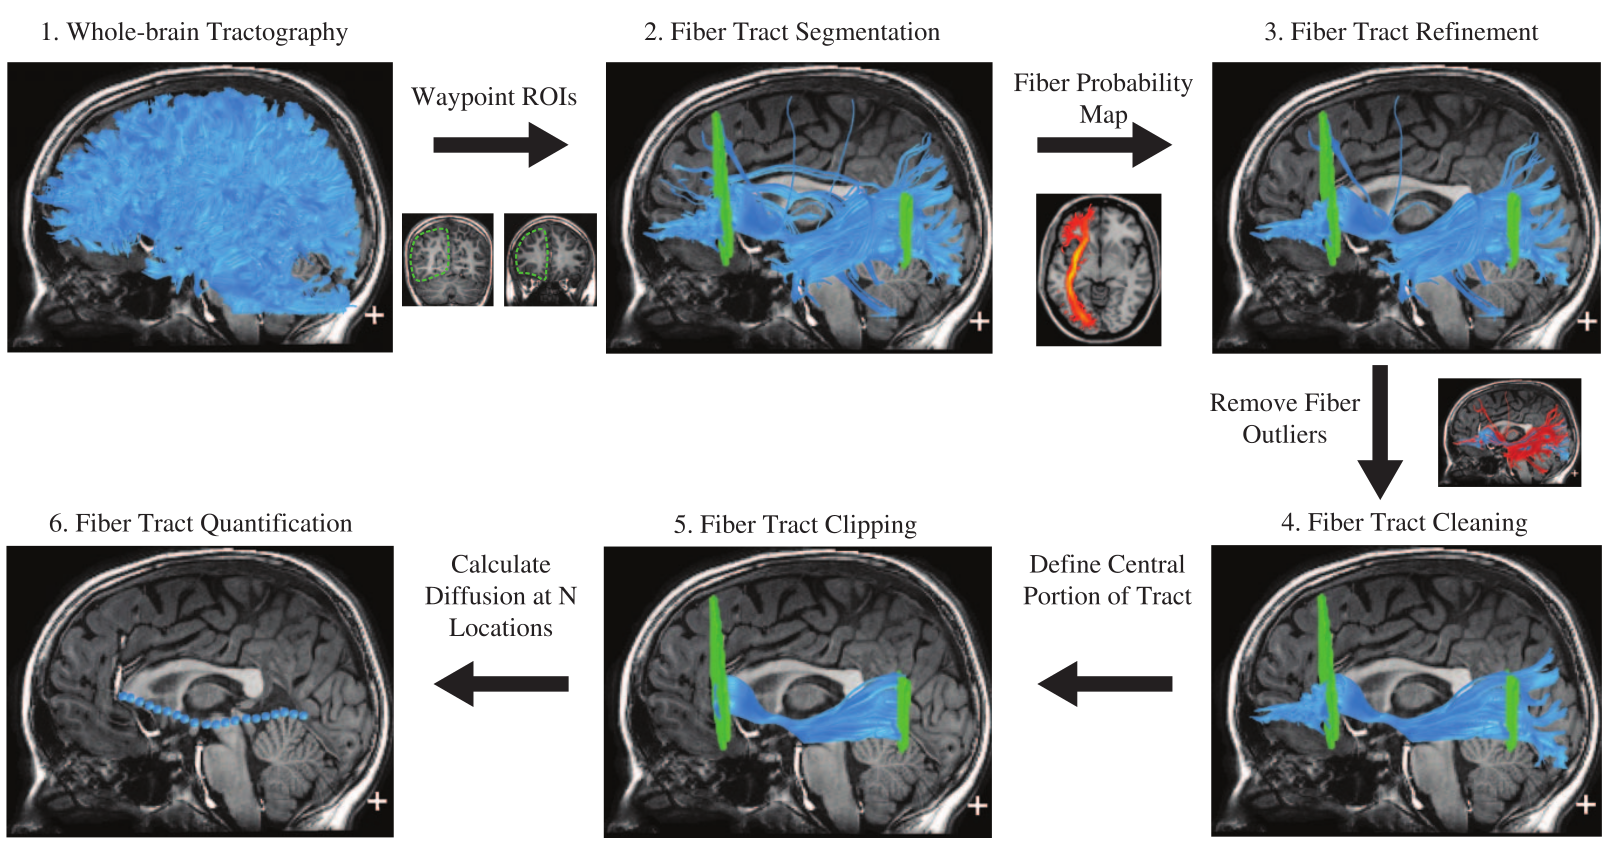 1. Whole-brain Tractography
Waypoint ROIs
2. Fiber Tract Segmentation
Fiber Probability
Map
3. Fiber Tract Refinement
Remove Fiber
Outliers
4. Fiber Tract Cleaning
Define Central
Portion of Tract
5. Fiber Tract Clipping
Calculate
Diffusion at N
Locations
6. Fiber Tract Quantification